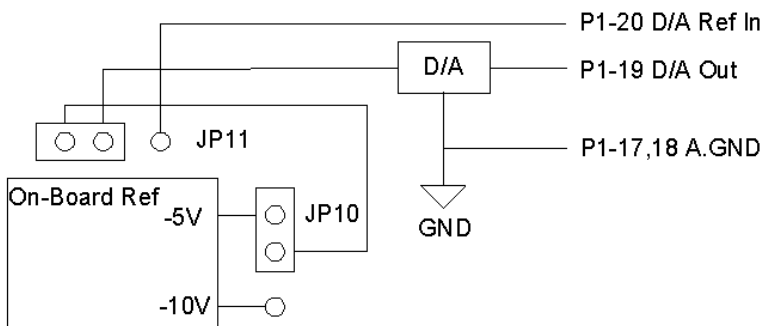 P1-20 D/A Ref In
D/A
P1-19 D/A Out
JP11
P1-17,18 A.GND
On-Board Ref
-5V
JP10
GND
-10V